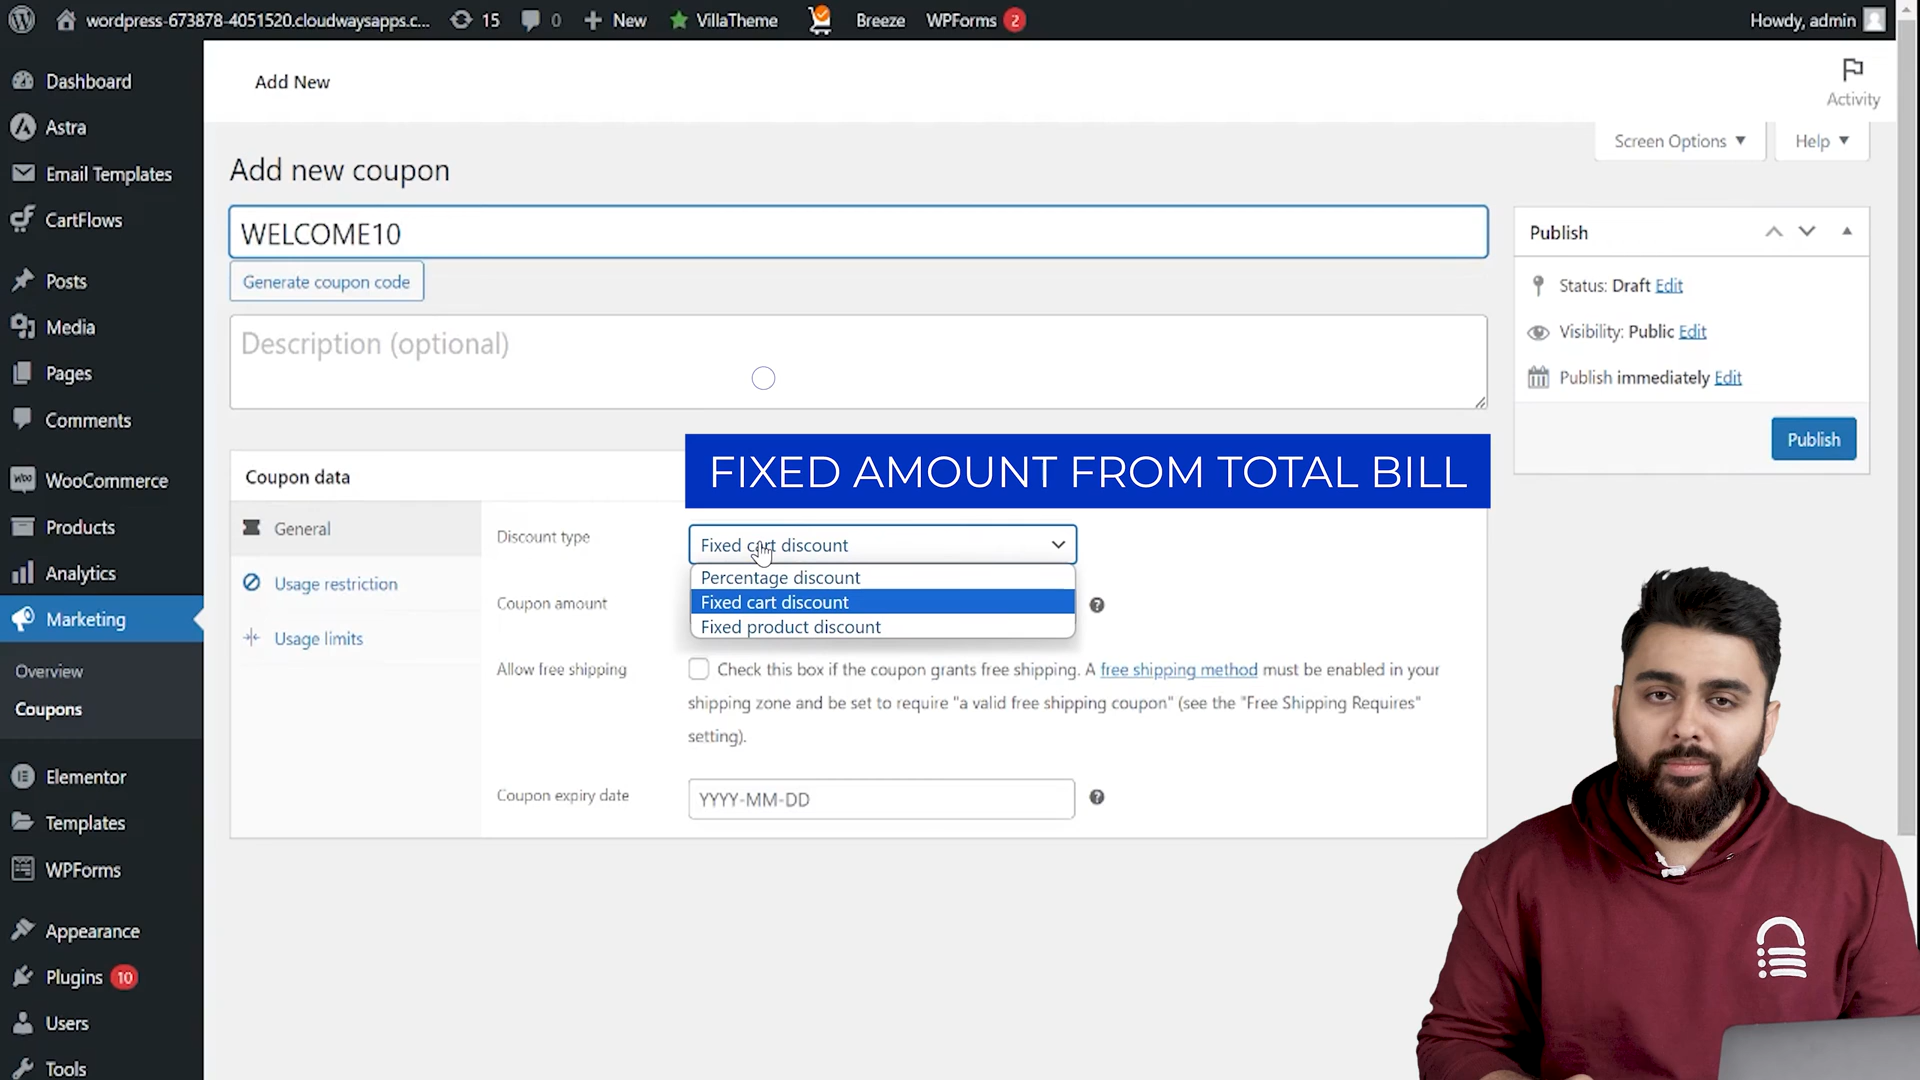 wordpress-673878-4051520.cloudwaysapps.c... 15 0 New VillaTheme Breeze WPForms 2 Howdy, admin
Dashboard
Astra
Email Templates
CartFlows
Posts
Media
Pages
Comments
WooCommerce
Products
Analytics
Marketing
Overview
Coupons
Elementor
Templates
WPForms
Appearance
Plugins 10
Users
Tools
Add New
Activity
Screen Options
Help
Add new coupon
WELCOME10
Generate coupon code
Description (optional)
Coupon data
FIXED AMOUNT FROM TOTAL BILL
General
Usage restriction
Usage limits
Discount type
Fixed cart discount
Percentage discount
Fixed cart discount
Fixed product discount
Coupon amount
Allow free shipping
Check this box if the coupon grants free shipping. A free shipping method must be enabled in your
shipping zone and be set to require "a valid free shipping coupon" (see the "Free Shipping Requires"
setting).
Coupon expiry date
YYYY-MM-DD
Publish
Status: Draft Edit
Visibility: Public Edit
Publish immediately Edit
Publish